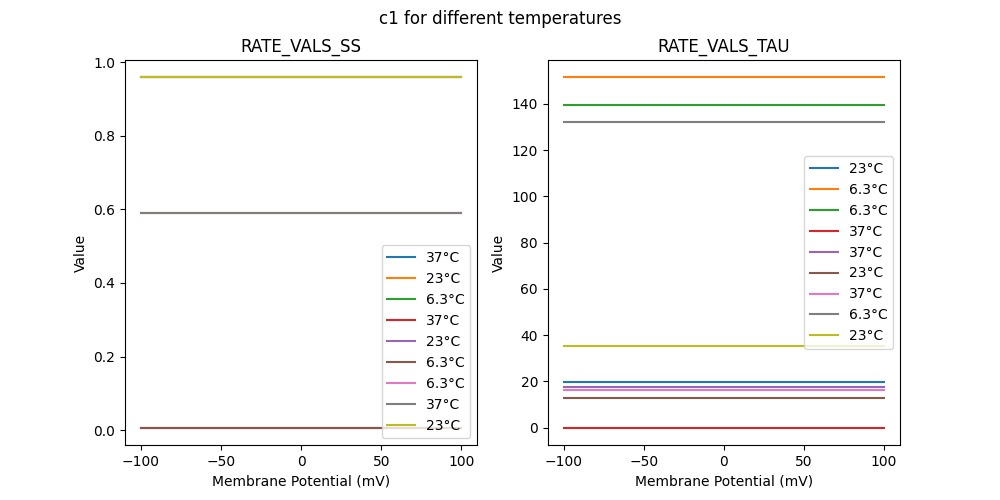 c1 for different temperatures
RATE_VALS_SS
1.0
0.8
0.6
0.4
0.2
0.0
Value
−100
−50
0
50
100
Membrane Potential (mV)
37°C
23°C
6.3°C
37°C
23°C
6.3°C
6.3°C
37°C
23°C
RATE_VALS_TAU
140
120
100
80
60
40
20
0
Value
−100
−50
0
50
100
Membrane Potential (mV)
23°C
6.3°C
6.3°C
37°C
37°C
23°C
37°C
6.3°C
23°C